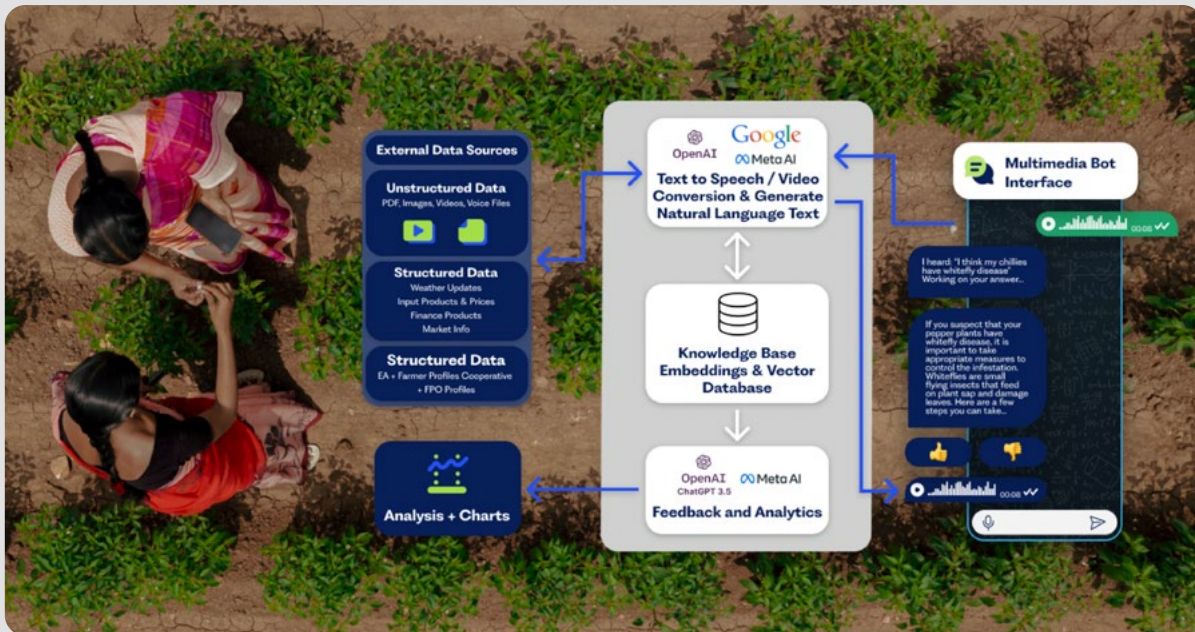 External Data Sources
Unstructured Data
PDF, Images, Videos, Voice Files
Structured Data
Weather Updates
Input Products & Prices
Finance Products
Market Info
Structured Data
EA + Farmer Profiles Cooperative
+ FPO Profiles
Analysis + Charts
Google
OpenAI
Meta AI
Text to Speech / Video
Conversion & Generate
Natural Language Text
Knowledge Base
Embeddings & Vector
Database
OpenAI
ChatGPT 3.5
Meta AI
Feedback and Analytics
Multimedia Bot
Interface
00:08
I heard: "I think my chillies
have whitefly disease"
Working on your answer...
If you suspect that your
pepper plants have
whitefly disease, it is
important to take
appropriate measures to
control the infestation.
Whiteflies are small
flying insects that feed
on plant sap and damage
leaves. Here are a few
steps you can take...
00:08